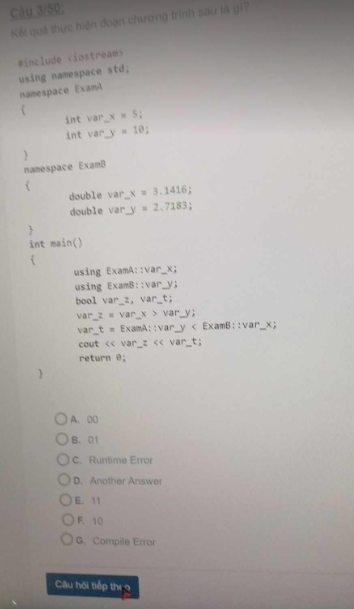 Câu 3/50:
Kết quả thực hiện đoạn chương trình sau là gì?
#include <iostream>
using namespace std;
namespace ExamA
{
int var_x = 5;
int var_y = 10;
}
namespace ExamB
{
double var_x = 3.1416;
double var_y = 2.7183;
}
int main()
{
using ExamA::var_x;
using ExamB::var_y;
bool var_z, var_t;
var_z = var_x > var_y;
var_t = ExamA::var_y < ExamB::var_x;
cout << var_z << var_t;
return 0;
}
A. 00
B. 01
C. Runtime Error
D. Another Answer
E. 11
F. 10
G. Compile Error
Câu hỏi tiếp theo